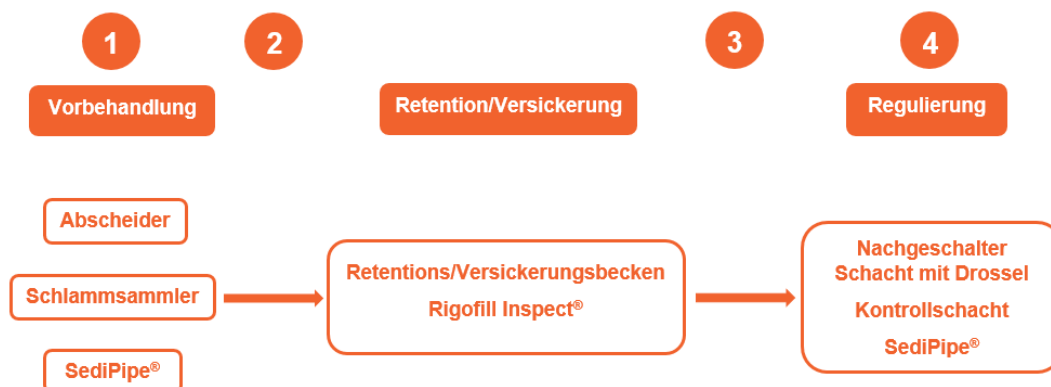 1
2
3
4
Vorbehandlung
Retention/Versickerung
Regulierung
Abscheider
Schlammsammler
SediPipe®
Retentions/Versickerungsbecken
Rigofill Inspect®
Nachgeschalter
Schacht mit Drossel
Kontrollschacht
SediPipe®